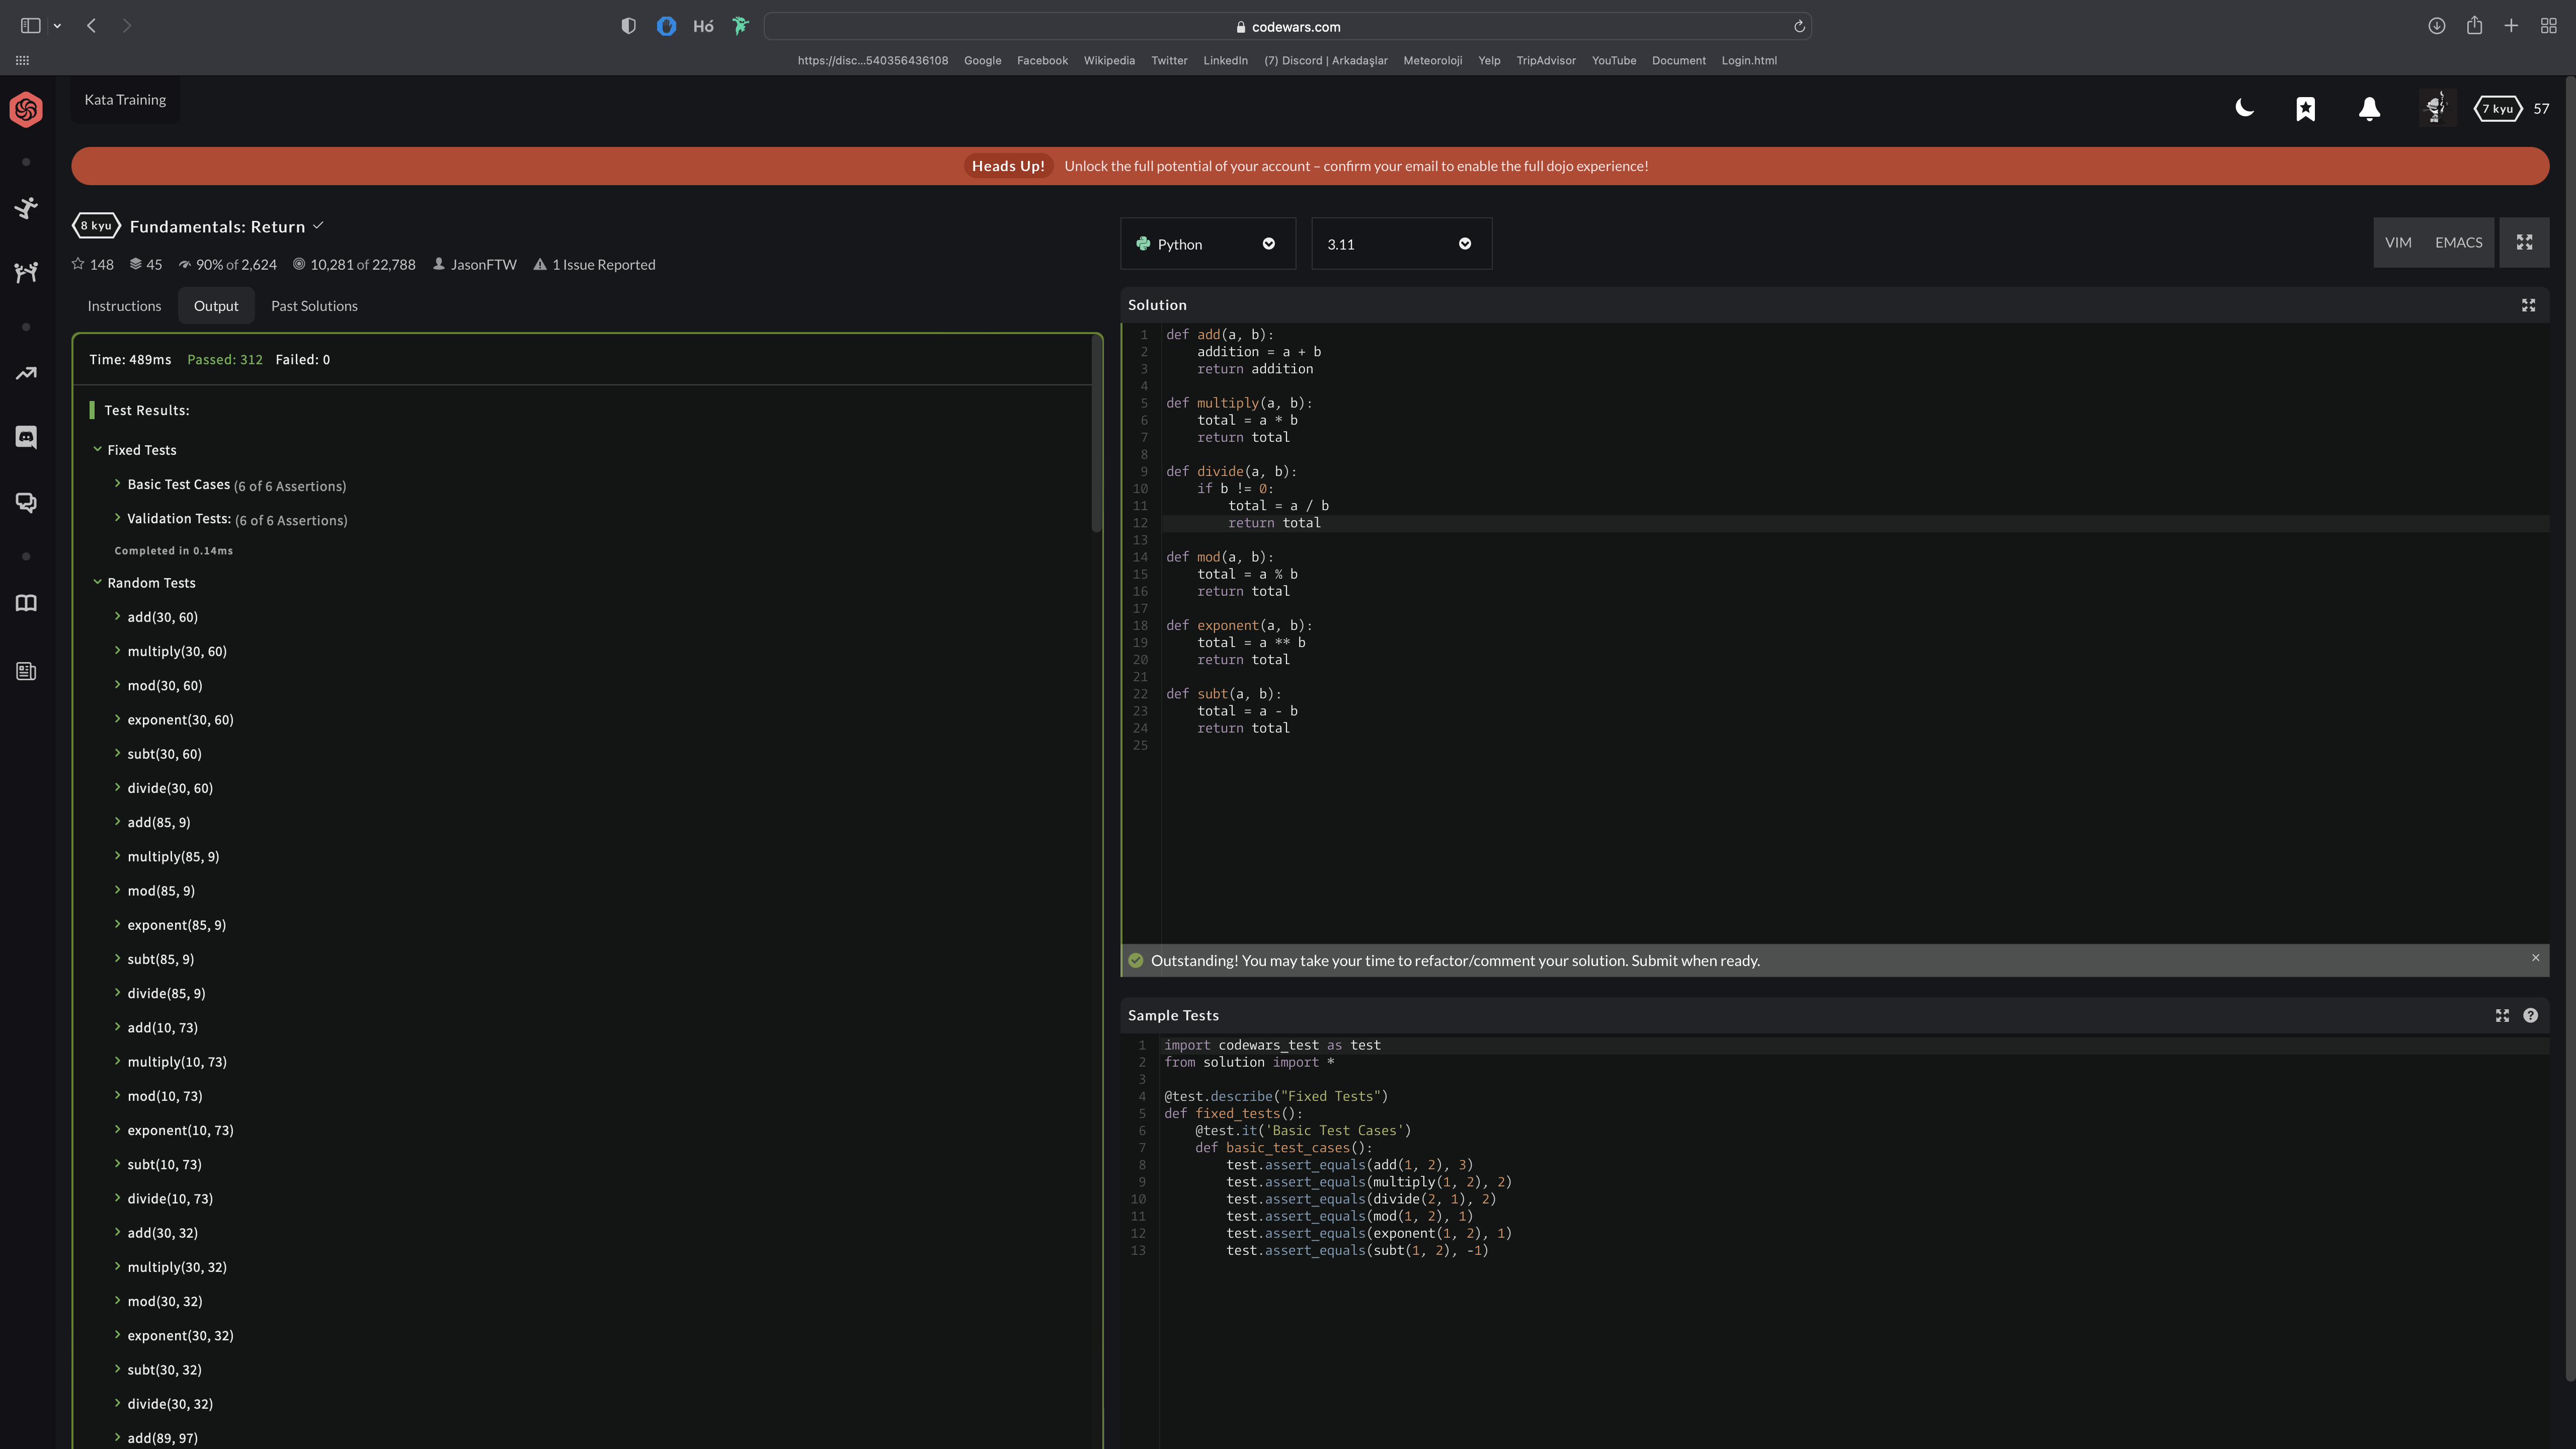 Hó
codewars.com
https://disc...540356436108 Google Facebook Wikipedia Twitter LinkedIn (7) Discord | Arkadaşlar Meteoroloji Yelp TripAdvisor YouTube Document Login.html
Kata Training
7 kyu 57
Heads Up! Unlock the full potential of your account – confirm your email to enable the full dojo experience!
8 kyu Fundamentals: Return
148 45 90% of 2,624 10,281 of 22,788 JasonFTW 1 Issue Reported
Python 3.11 VIM EMACS
Instructions Output Past Solutions
Time: 489ms Passed: 312 Failed: 0
Test Results:
Fixed Tests
Basic Test Cases (6 of 6 Assertions)
Validation Tests: (6 of 6 Assertions)
Completed in 0.14ms
Random Tests
add(30, 60)
multiply(30, 60)
mod(30, 60)
exponent(30, 60)
subt(30, 60)
divide(30, 60)
add(85, 9)
multiply(85, 9)
mod(85, 9)
exponent(85, 9)
subt(85, 9)
divide(85, 9)
add(10, 73)
multiply(10, 73)
mod(10, 73)
exponent(10, 73)
subt(10, 73)
divide(10, 73)
add(30, 32)
multiply(30, 32)
mod(30, 32)
exponent(30, 32)
subt(30, 32)
divide(30, 32)
add(89, 97)
Solution
1 def add(a, b):
2     addition = a + b
3     return addition
4
5 def multiply(a, b):
6     total = a * b
7     return total
8
9 def divide(a, b):
10     if b != 0:
11         total = a / b
12         return total
13
14 def mod(a, b):
15     total = a % b
16     return total
17
18 def exponent(a, b):
19     total = a ** b
20     return total
21
22 def subt(a, b):
23     total = a - b
24     return total
25
Outstanding! You may take your time to refactor/comment your solution. Submit when ready.
Sample Tests
1 import codewars_test as test
2 from solution import *
3
4 @test.describe("Fixed Tests")
5 def fixed_tests():
6     @test.it('Basic Test Cases')
7     def basic_test_cases():
8         test.assert_equals(add(1, 2), 3)
9         test.assert_equals(multiply(1, 2), 2)
10         test.assert_equals(divide(2, 1), 2)
11         test.assert_equals(mod(1, 2), 1)
12         test.assert_equals(exponent(1, 2), 1)
13         test.assert_equals(subt(1, 2), -1)